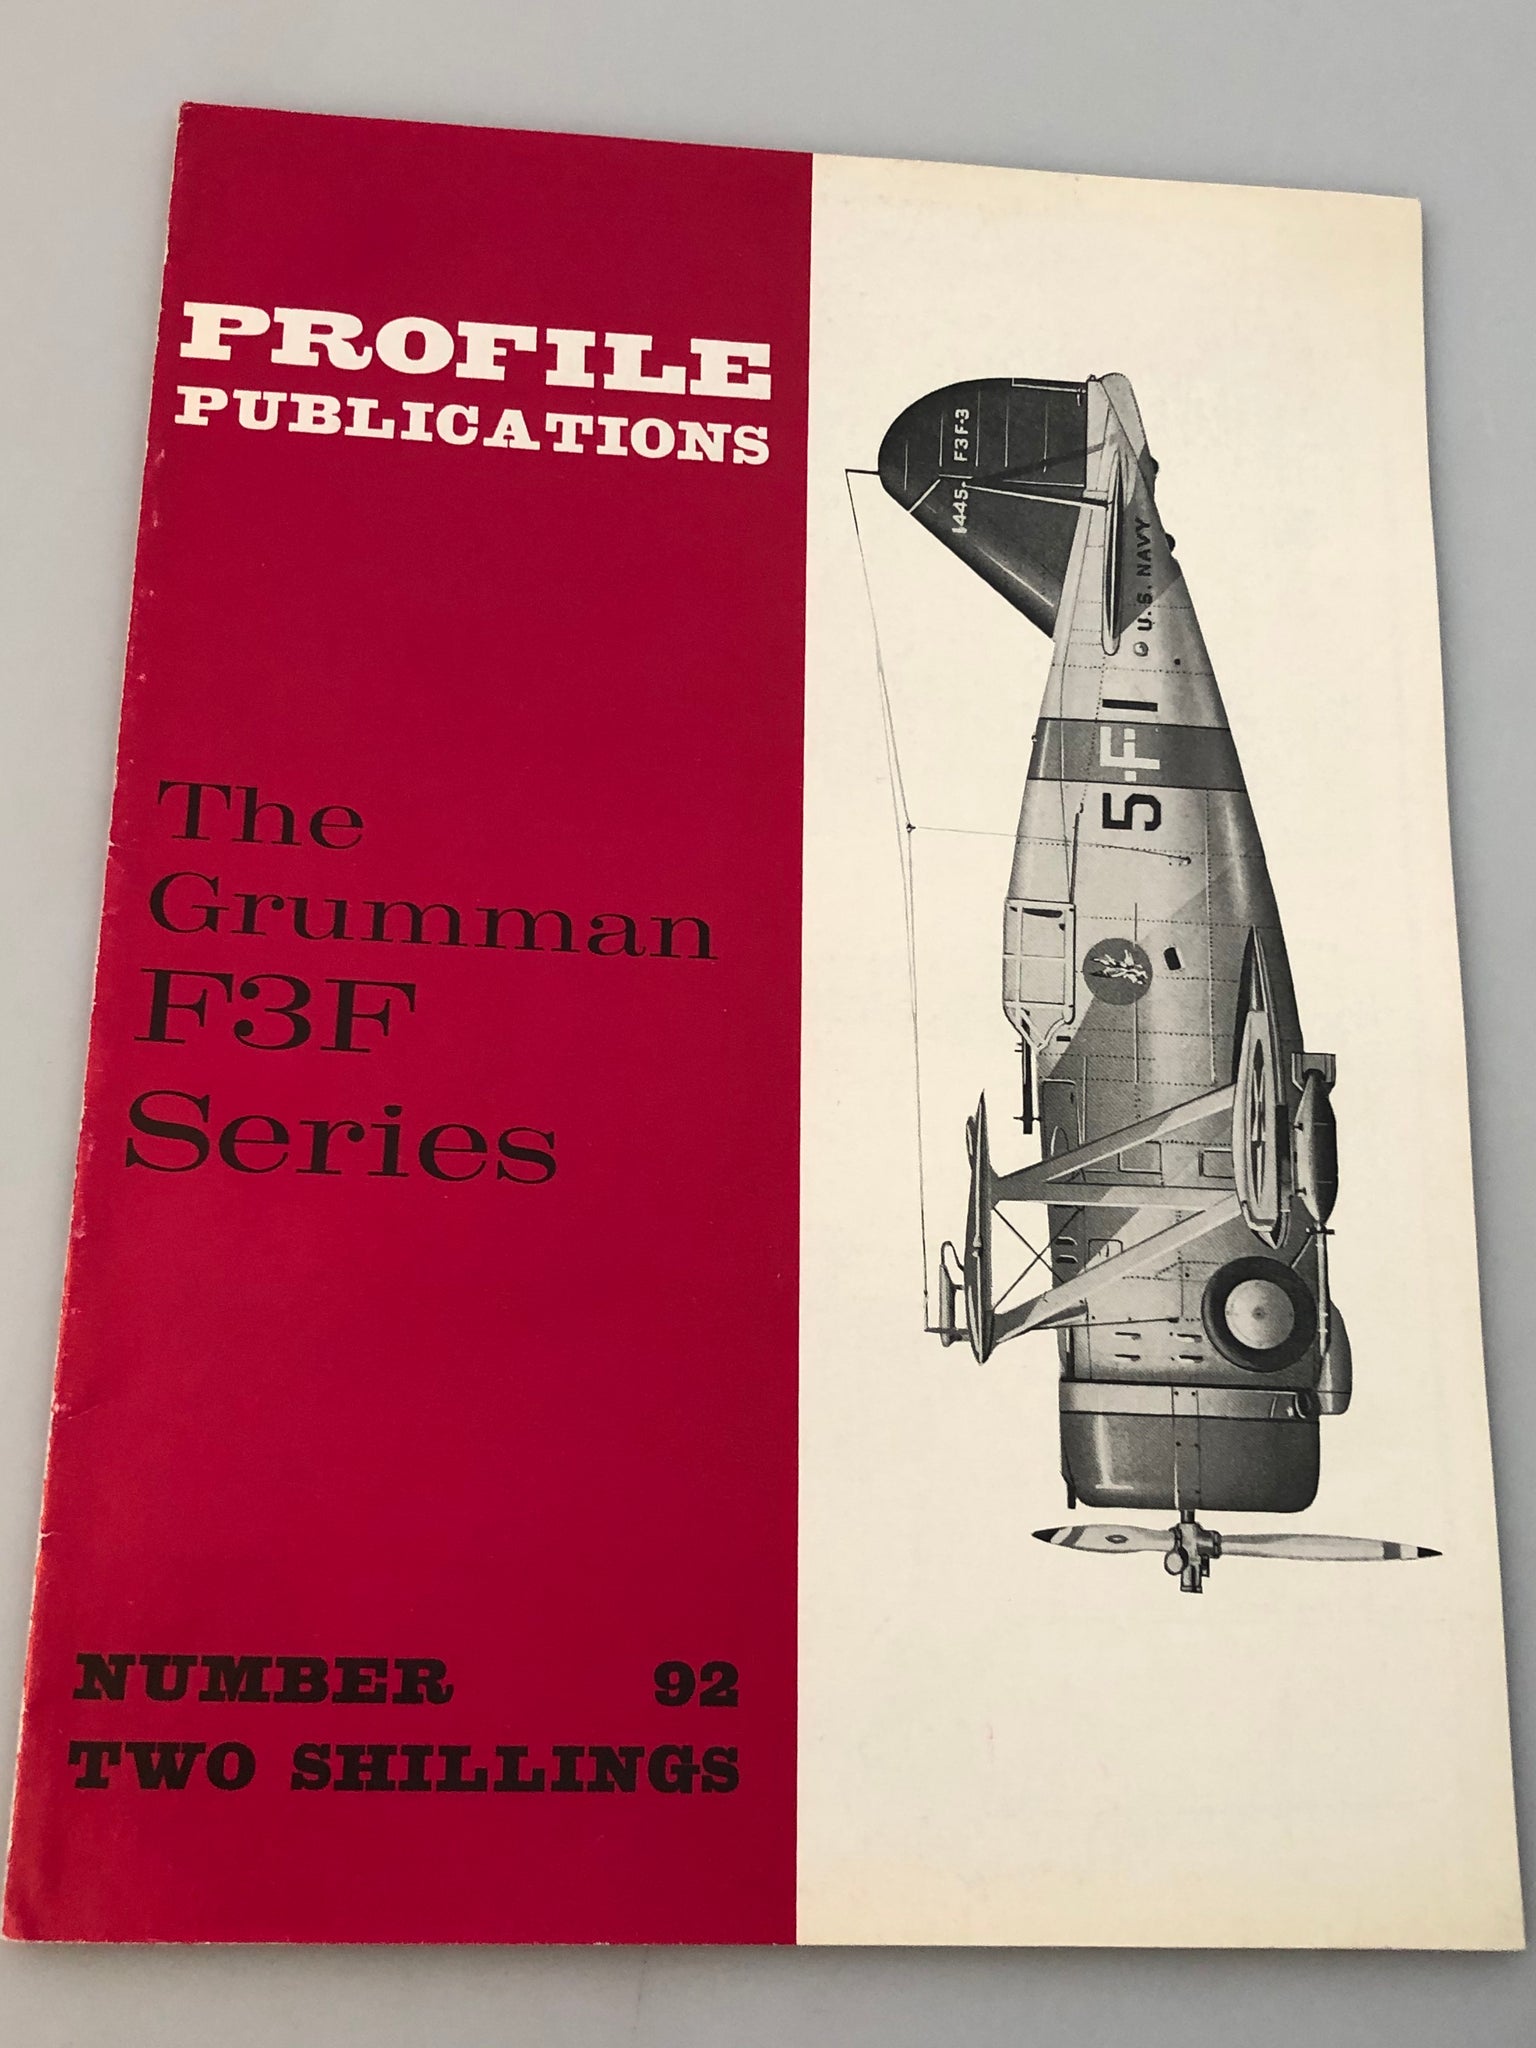 PROFILE
PUBLICATIONS
The
Grumman
F3F
Series
NUMBER 92
TWO SHILLINGS
1445. F3F-3
U.S. NAVY
5-F-1